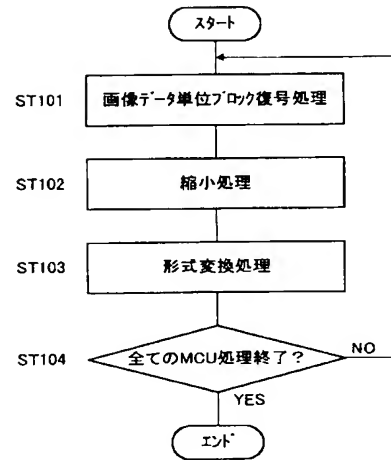 スタート
ST101 画像データ単位ブロック復号処理
ST102 縮小処理
ST103 形式変換処理
ST104 全てのMCU処理終了？ NO
YES
エンド